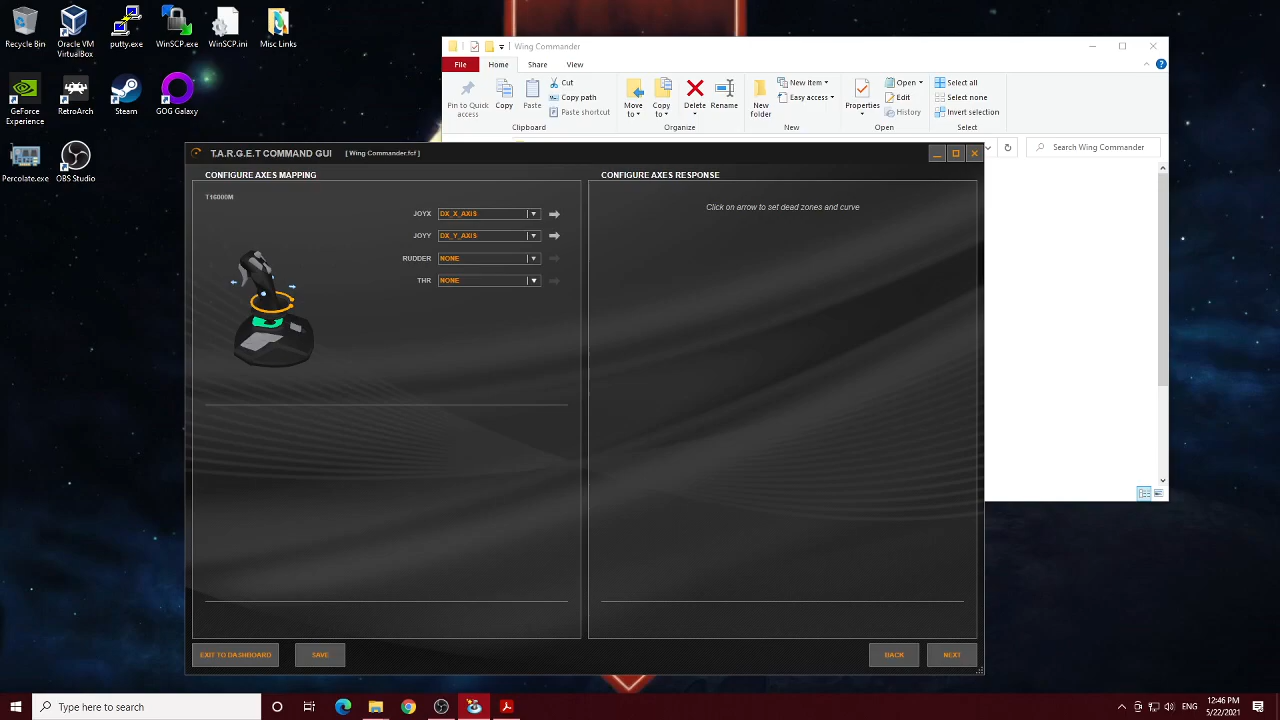 Recycle Bin
Oracle VM
VirtualBox
putty.exe
WinSCP.exe
WinSCP.ini
Misc Links
GeForce
Experience
RetroArch
Steam
GOG Galaxy
Percolate.exe
OBS Studio
Wing Commander
File
Home
Share
View
Pin to Quick
access
Copy
Paste
Cut
Copy path
Paste shortcut
Clipboard
Move
to
Copy
to
Delete
Rename
Organize
New
folder
New item
Easy access
New
Properties
Open
Edit
History
Open
Select all
Select none
Invert selection
Select
Search Wing Commander
T.A.R.G.E.T COMMAND GUI [ Wing Commander.fcf ]
CONFIGURE AXES MAPPING
T16000M
JOYX DX_X_AXIS
JOYY DX_Y_AXIS
RUDDER NONE
THR NONE
CONFIGURE AXES RESPONSE
Click on arrow to set dead zones and curve
EXIT TO DASHBOARD
SAVE
BACK
NEXT
Type here to search
ENG
12:46 PM
5/22/2021